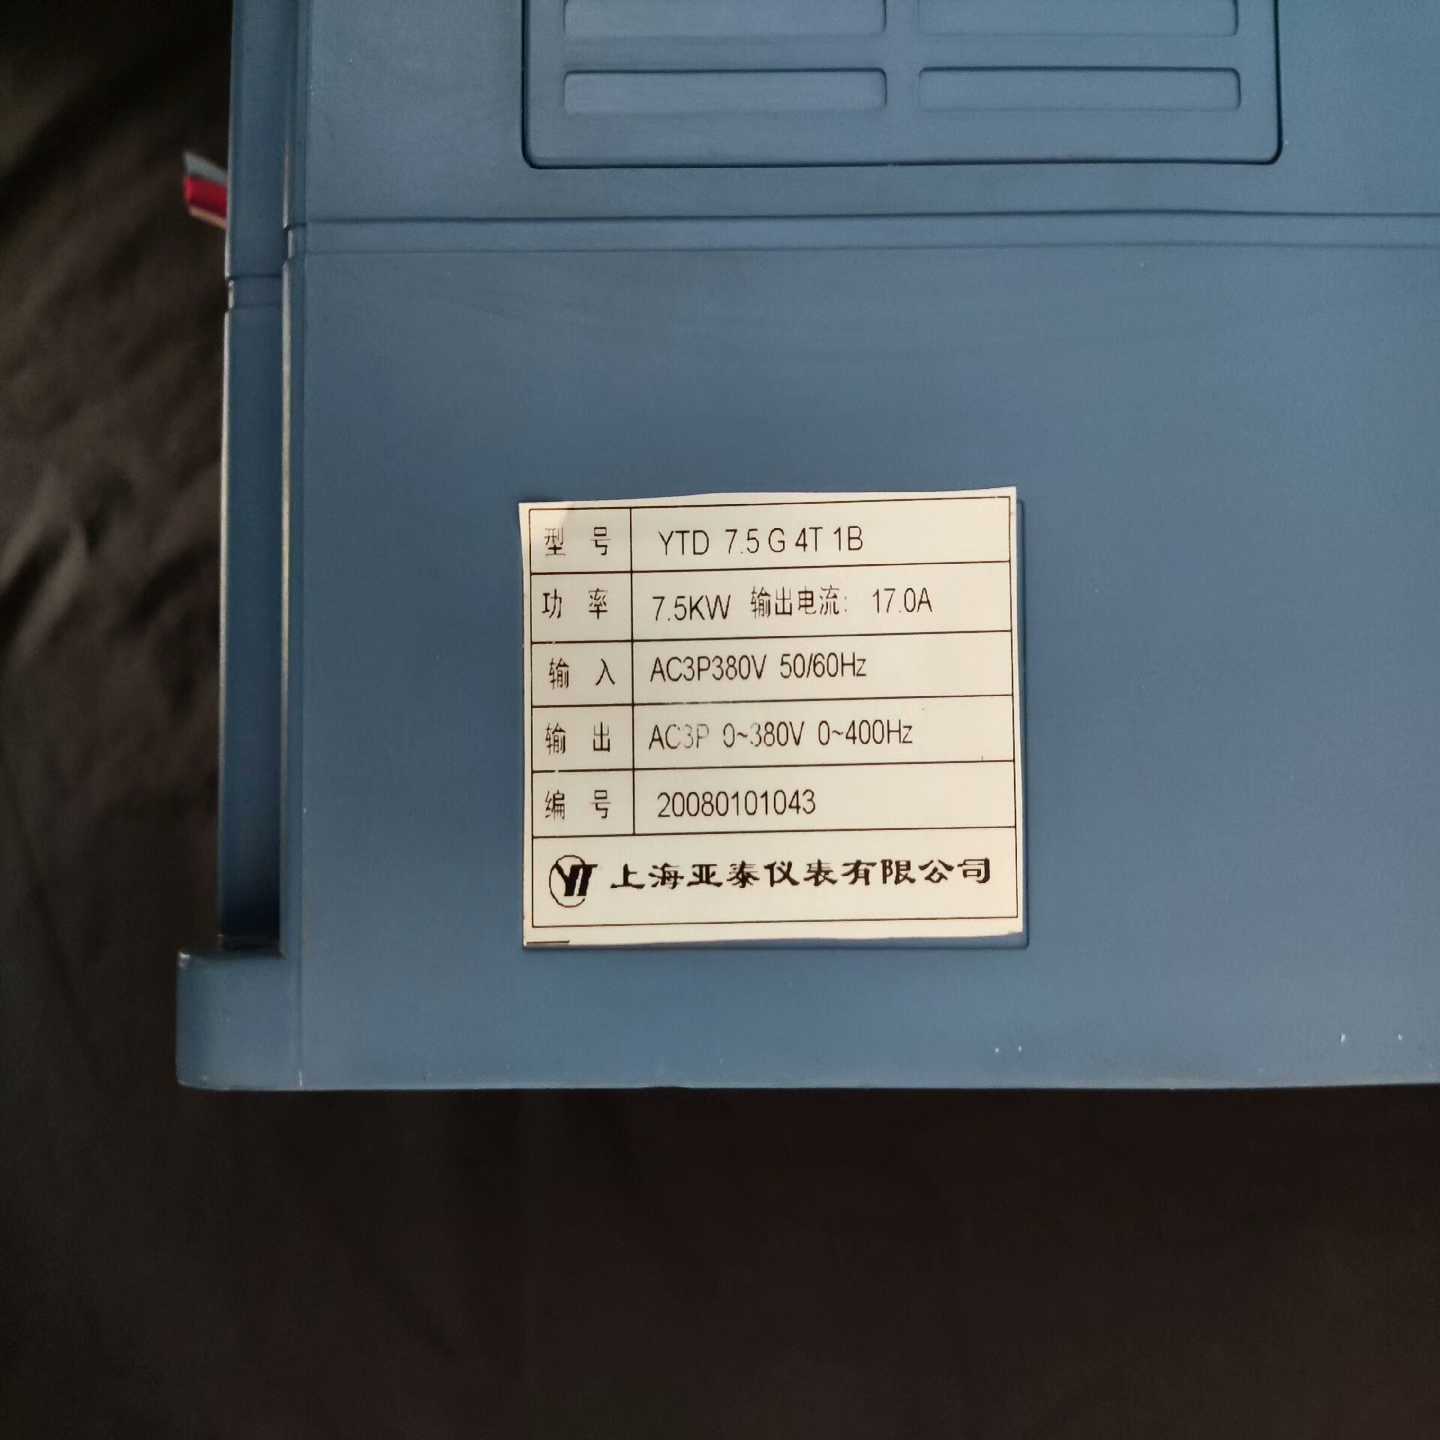 型 号 YTD 7.5 G 4T 1B
功 率 7.5KW 输出电流: 17.0A
输 入 AC3P380V 50/60Hz
输 出 AC3P 0~380V 0~400Hz
编 号 20080101043
YT 上海亚泰仪表有限公司